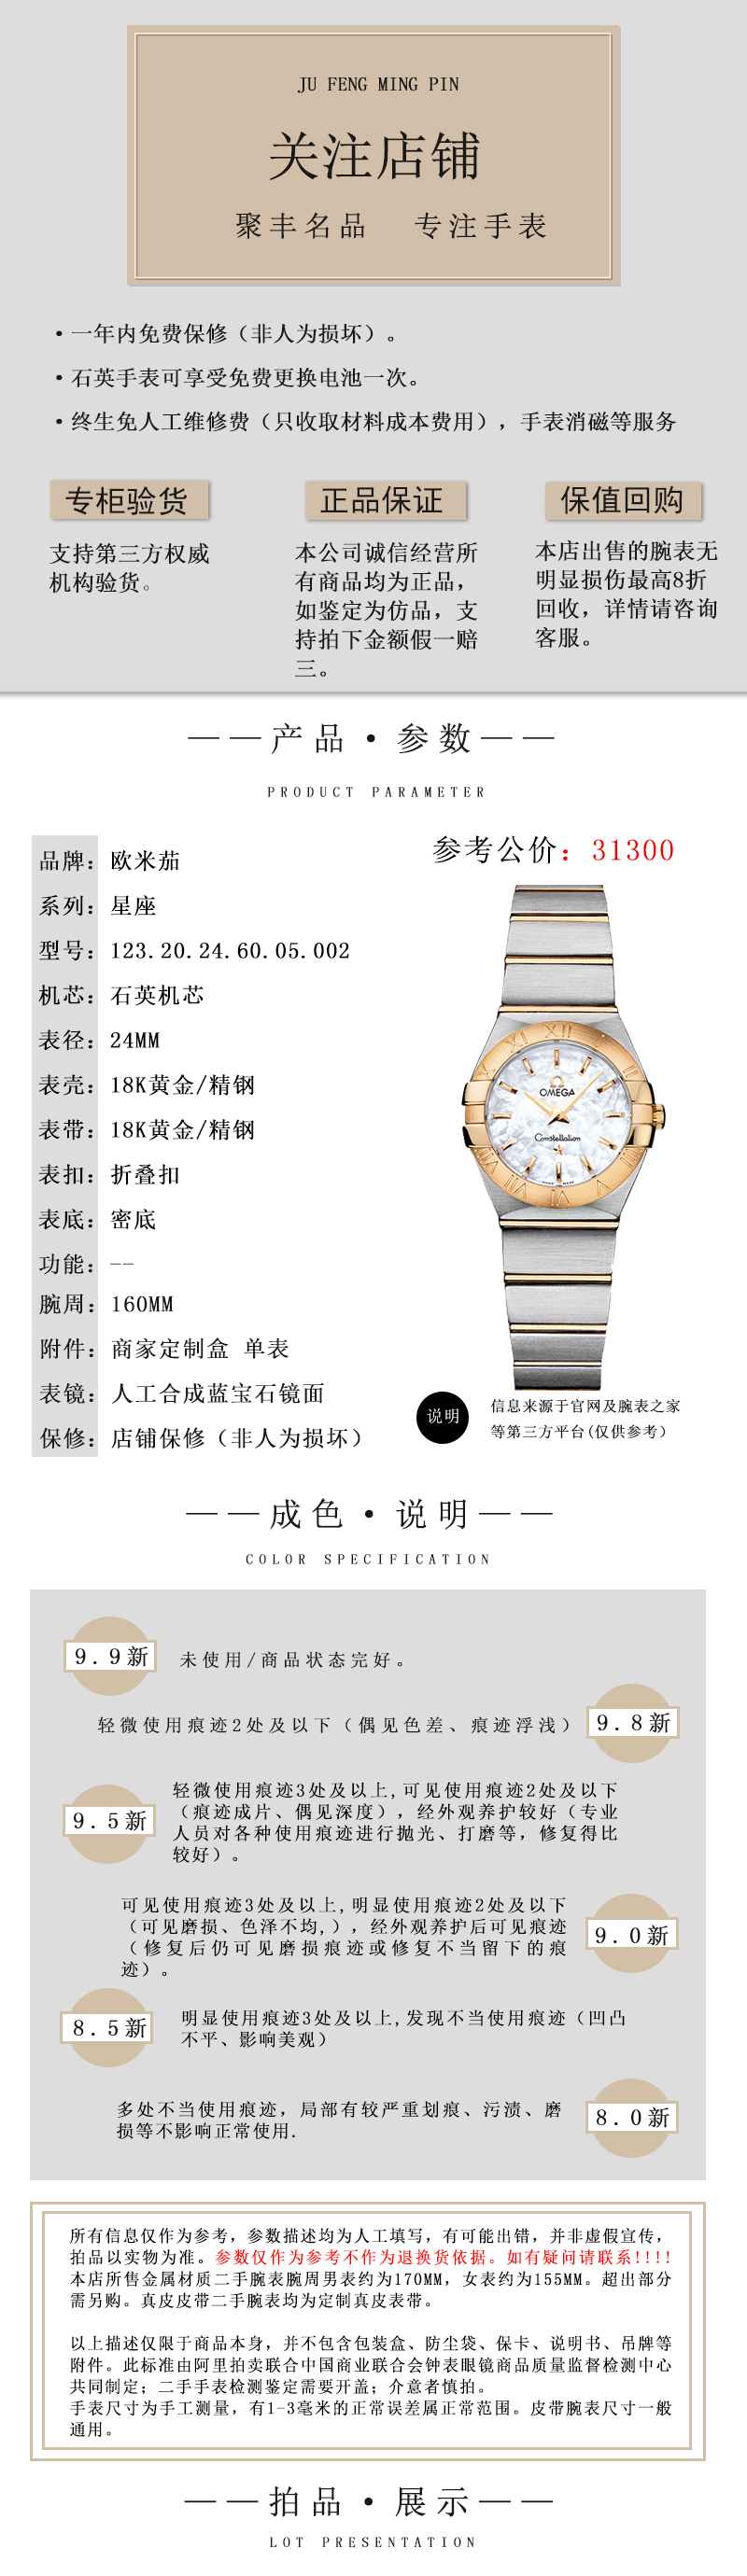 JU FENG MING PIN
关注店铺
聚丰名品 专注手表
·一年内免费保修（非人为损坏）。
·石英手表可享受免费更换电池一次。
·终生免人工维修费（只收取材料成本费用），手表消磁等服务
专柜验货
支持第三方权威
机构验货。
正品保证
本公司诚信经营所
有商品均为正品，
如鉴定为仿品，支
持拍下金额假一赔
三。
保值回购
本店出售的腕表无
明显损伤最高8折
回收，详情请咨询
客服。
——产品·参数——
PRODUCT PARAMETER
参考公价：31300
品牌：欧米茄
系列：星座
型号：123.20.24.60.05.002
机芯：石英机芯
表径：24MM
表壳：18K黄金/精钢
表带：18K黄金/精钢
表扣：折叠扣
表底：密底
功能：--
腕周：160MM
附件：商家定制盒 单表
表镜：人工合成蓝宝石镜面
保修：店铺保修（非人为损坏）
OMEGA
Constellation
说明
信息来源于官网及腕表之家
等第三方平台(仅供参考）
——成色·说明——
COLOR SPECIFICATION
9.9新
未使用/商品状态完好。
轻微使用痕迹2处及以下（偶见色差、痕迹浮浅）
9.8新
9.5新
轻微使用痕迹3处及以上,可见使用痕迹2处及以下
（痕迹成片、偶见深度），经外观养护较好（专业
人员对各种使用痕迹进行抛光、打磨等，修复得比
较好）。
可见使用痕迹3处及以上,明显使用痕迹2处及以下
（可见磨损、色泽不均,），经外观养护后可见痕迹
（修复后仍可见磨损痕迹或修复不当留下的痕
迹）。
9.0新
8.5新
明显使用痕迹3处及以上,发现不当使用痕迹（凹凸
不平、影响美观）
多处不当使用痕迹，局部有较严重划痕、污渍、磨
损等不影响正常使用.
8.0新
所有信息仅作为参考，参数描述均为人工填写，有可能出错，并非虚假宣传，
拍品以实物为准。参数仅作为参考不作为退换货依据。如有疑问请联系!!!!
本店所售金属材质二手腕表腕周男表约为170MM，女表约为155MM。超出部分
需另购。真皮皮带二手腕表均为定制真皮表带。
以上描述仅限于商品本身，并不包含包装盒、防尘袋、保卡、说明书、吊牌等
附件。此标准由阿里拍卖联合中国商业联合会钟表眼镜商品质量监督检测中心
共同制定；二手手表检测鉴定需要开盖；介意者慎拍。
手表尺寸为手工测量，有1-3毫米的正常误差属正常范围。皮带腕表尺寸一般
通用。
——拍品·展示——
LOT PRESENTATION